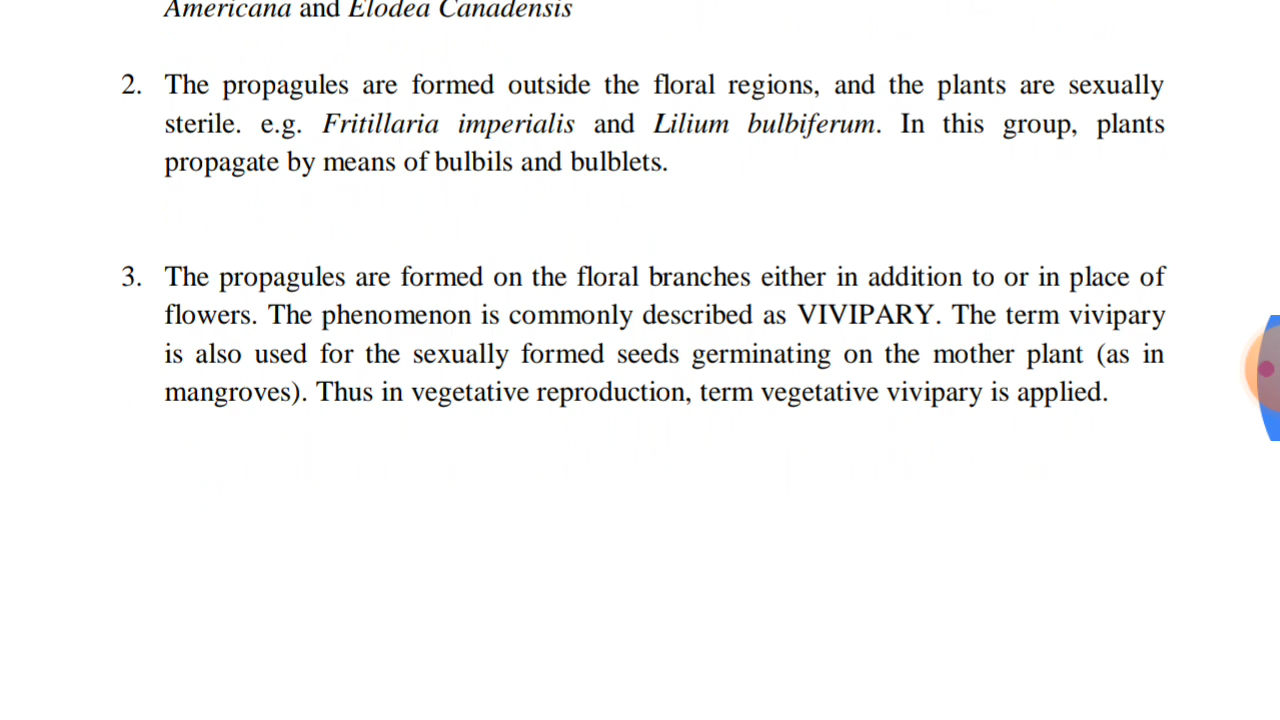 Americana and Elodea Canadensis
2. The propagules are formed outside the floral regions, and the plants are sexually
sterile. e.g. Fritillaria imperialis and Lilium bulbiferum. In this group, plants
propagate by means of bulbils and bulblets.
3. The propagules are formed on the floral branches either in addition to or in place of
flowers. The phenomenon is commonly described as VIVIPARY. The term vivipary
is also used for the sexually formed seeds germinating on the mother plant (as in
mangroves). Thus in vegetative reproduction, term vegetative vivipary is applied.